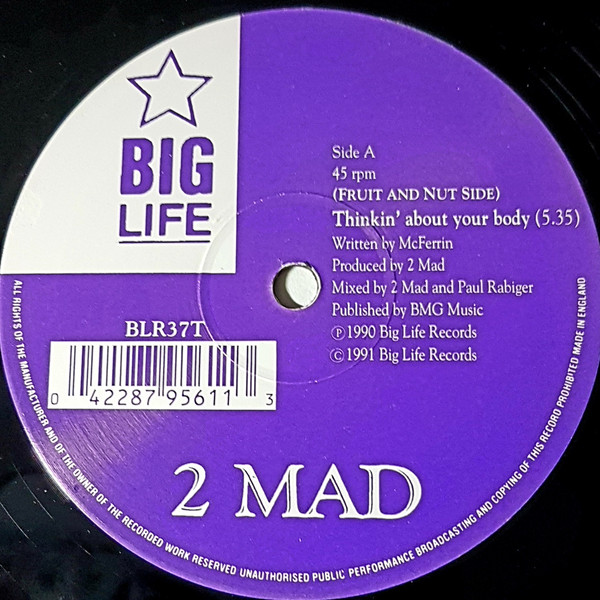 BIG
LIFE
Side A
45 rpm
(FRUIT AND NUT SIDE)
Thinkin' about your body (5.35)
Written by McFerrin
Produced by 2 Mad
Mixed by 2 Mad and Paul Rabiger
Published by BMG Music
℗ 1990 Big Life Records
© 1991 Big Life Records
BLR37T
0 42287 95611 3
2 MAD
ALL RIGHTS OF THE MANUFACTURER AND OF THE OWNER OF THE RECORDED WORK RESERVED UNAUTHORISED PUBLIC PERFORMANCE BROADCASTING AND COPYING OF THIS RECORD PROHIBITED MADE IN ENGLAND